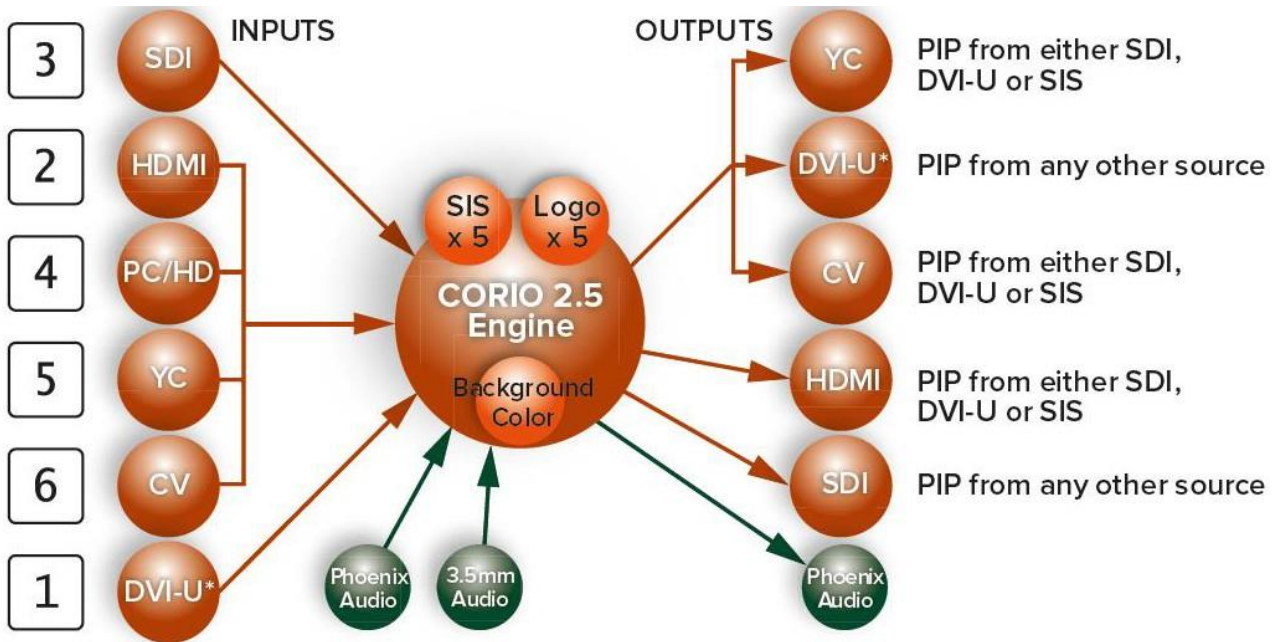 INPUTS
3
SDI
2
HDMI
4
PC/HD
5
YC
6
CV
1
DVI-U*
SIS
x 5
Logo
x 5
CORIO 2.5
Engine
Background
Color
Phoenix
Audio
3.5mm
Audio
OUTPUTS
YC
PIP from either SDI,
DVI-U or SIS
DVI-U*
PIP from any other source
CV
PIP from either SDI,
DVI-U or SIS
HDMI
PIP from either SDI,
DVI-U or SIS
SDI
PIP from any other source
Phoenix
Audio